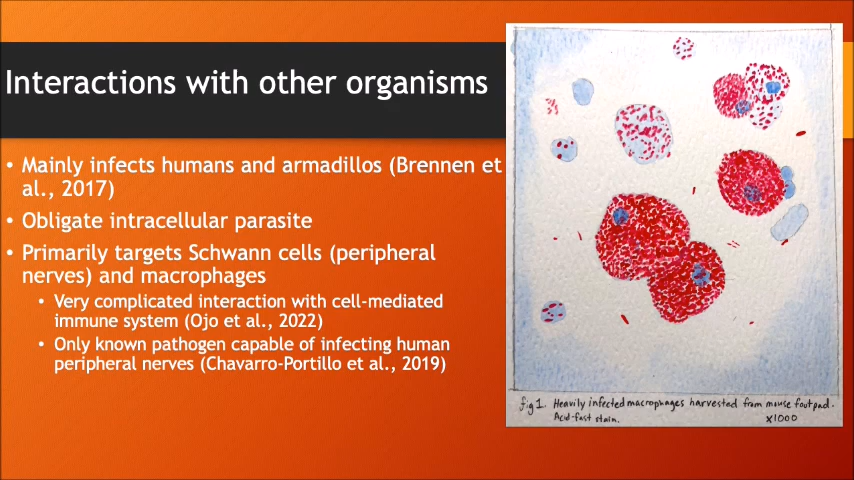 Interactions with other organisms
• Mainly infects humans and armadillos (Brennen et
al., 2017)
• Obligate intracellular parasite
• Primarily targets Schwann cells (peripheral
nerves) and macrophages
• Very complicated interaction with cell-mediated
immune system (Ojo et al., 2022)
• Only known pathogen capable of infecting human
peripheral nerves (Chavarro-Portillo et al., 2019)
fig 1. Heavily infected macrophages harvested from mouse footpad.
Acid-fast stain. x1000